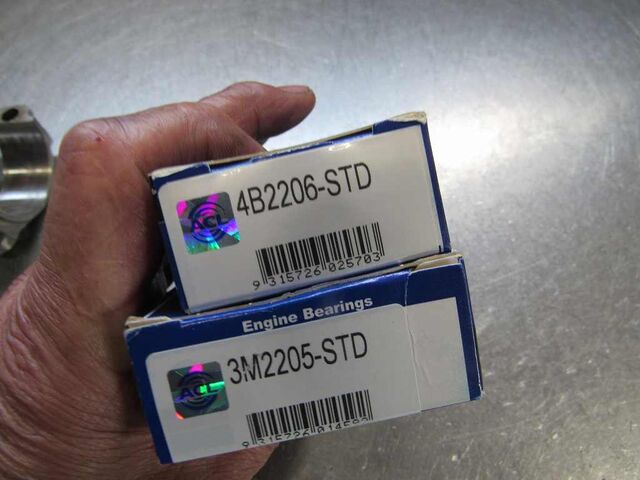 4B2206-STD
ACL
9 315726 025703
Engine Bearings
3M2205-STD
ACL